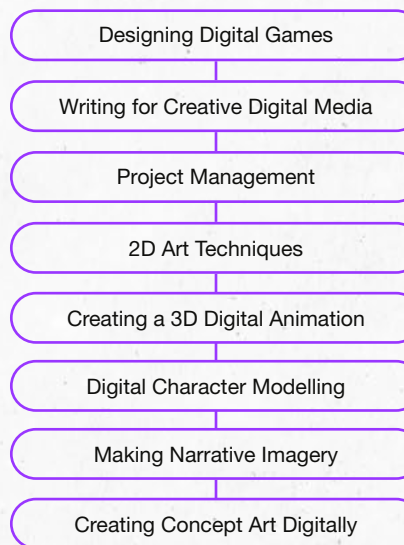 Designing Digital Games
Writing for Creative Digital Media
Project Management
2D Art Techniques
Creating a 3D Digital Animation
Digital Character Modelling
Making Narrative Imagery
Creating Concept Art Digitally